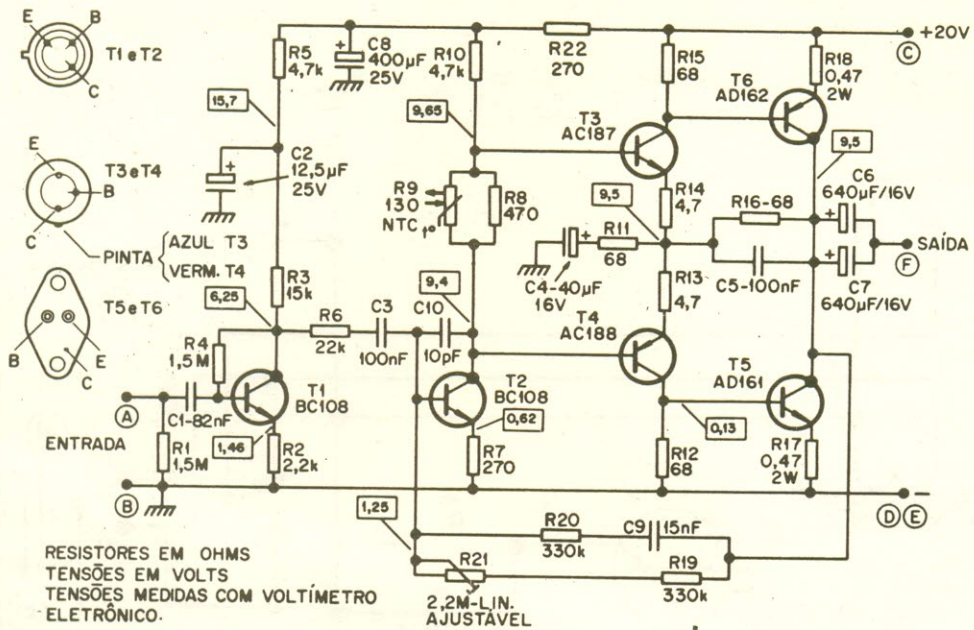 E
B
C
T1 e T2
E
B
C
T3 e T4
PINTA
AZUL T3
VERM. T4
T5 e T6
B
E
C
R5
4,7k
C8
400µF
25V
R10
4,7k
R22
270
R15
68
R18
0,47
2W
+20V
C
15,7
9,65
T3
AC187
T6
AD162
9,5
C2
12,5µF
25V
R9
130
NTC
1°
R8
470
9,5
R14
4,7
R16-68
C6
640µF/16V
R11
68
C4-40µF
16V
R13
4,7
C5-100nF
C7
640µF/16V
SAÍDA
F
6,25
R3
15k
9,4
R6
22k
C3
100nF
C10
10pF
T4
AC188
R4
1,5M
T1
BC108
T2
BC108
T5
AD161
A
C1-82nF
ENTRADA
1,46
0,62
0,13
R1
1,5M
R2
2,2k
R7
270
R12
68
R17
0,47
2W
B
D E −
1,25
R20
330k
C9
15nF
R21
2,2M-LIN.
AJUSTÁVEL
R19
330k
RESISTORES EM OHMS
TENSÕES EM VOLTS
TENSÕES MEDIDAS COM VOLTÍMETRO
ELETRÔNICO.